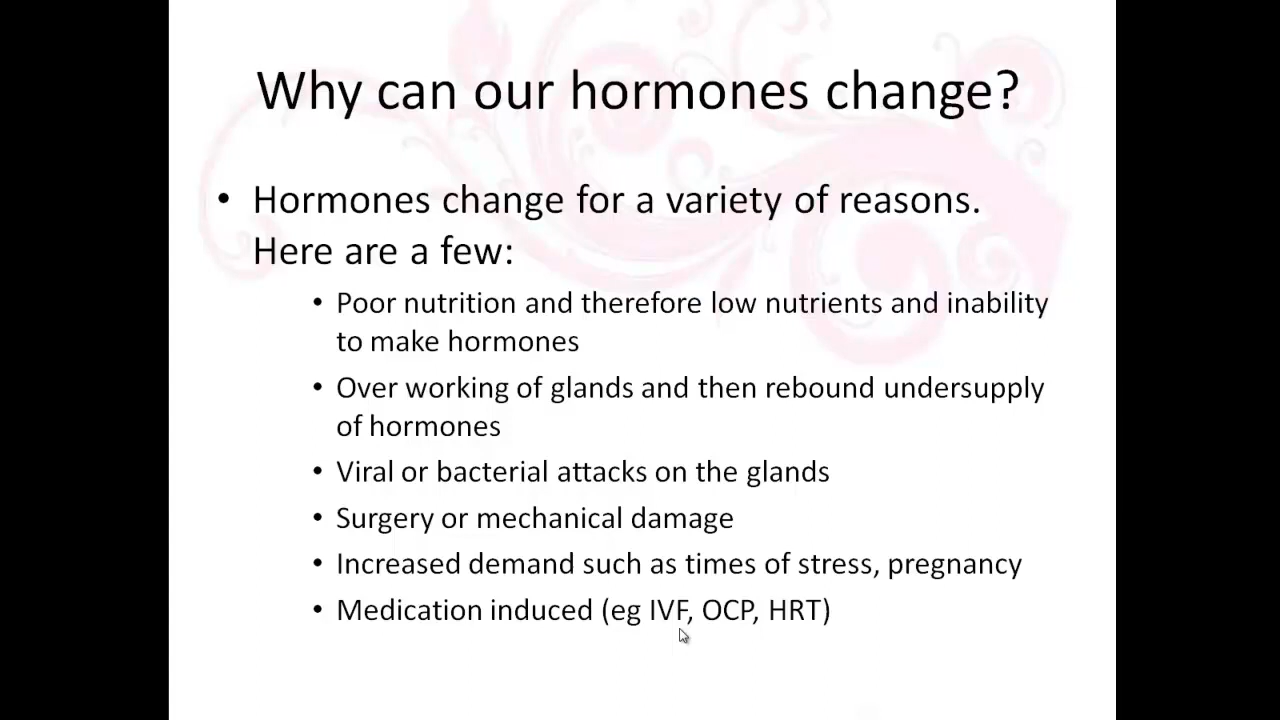 Why can our hormones change?
• Hormones change for a variety of reasons.
Here are a few:
• Poor nutrition and therefore low nutrients and inability
to make hormones
• Over working of glands and then rebound undersupply
of hormones
• Viral or bacterial attacks on the glands
• Surgery or mechanical damage
• Increased demand such as times of stress, pregnancy
• Medication induced (eg IVF, OCP, HRT)